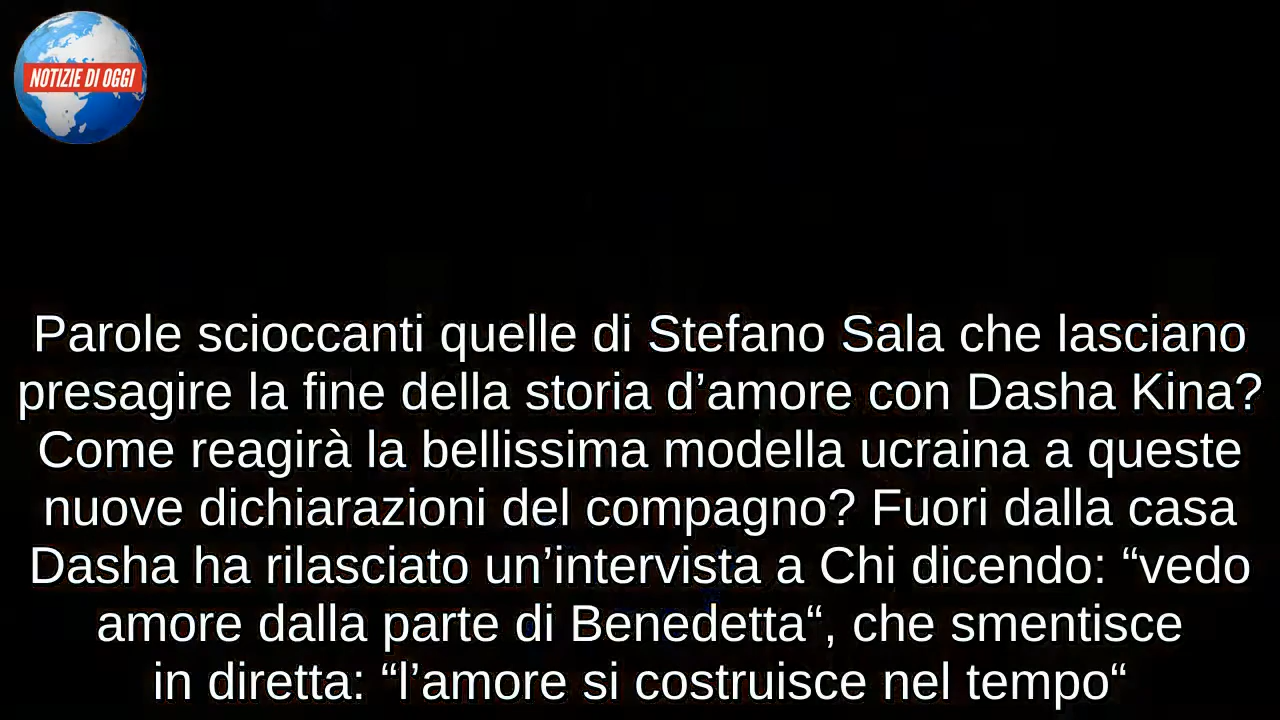 NOTIZIE DI OGGI
Parole scioccanti quelle di Stefano Sala che lasciano
presagire la fine della storia d’amore con Dasha Kina?
Come reagirà la bellissima modella ucraina a queste
nuove dichiarazioni del compagno? Fuori dalla casa
Dasha ha rilasciato un’intervista a Chi dicendo: “vedo
amore dalla parte di Benedetta“, che smentisce
in diretta: “l’amore si costruisce nel tempo“